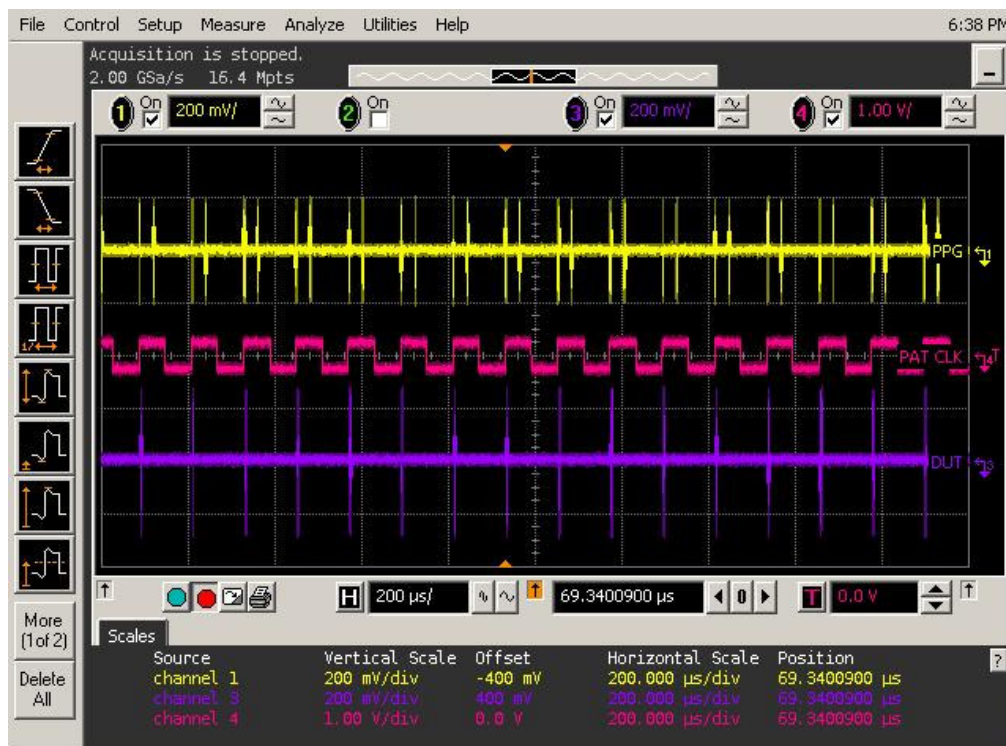 File Control Setup Measure Analyze Utilities Help 6:38 PM
Acquisition is stopped.
2.00 GSa/s 16.4 Mpts
1 On 200 mV/ 2 On 3 On 200 mV/ 4 On 1.00 V/
PPG 1
PAT CLK 4 T
DUT 3
H 200 µs/ 69.3400900 µs 0 T 0.0 V
More
(1 of 2)
Delete
All
Scales
Source Vertical Scale Offset Horizontal Scale Position
channel 1 200 mV/div -400 mV 200.000 µs/div 69.3400900 µs
channel 3 200 mV/div 400 mV 200.000 µs/div 69.3400900 µs
channel 4 1.00 V/div 0.0 V 200.000 µs/div 69.3400900 µs
?